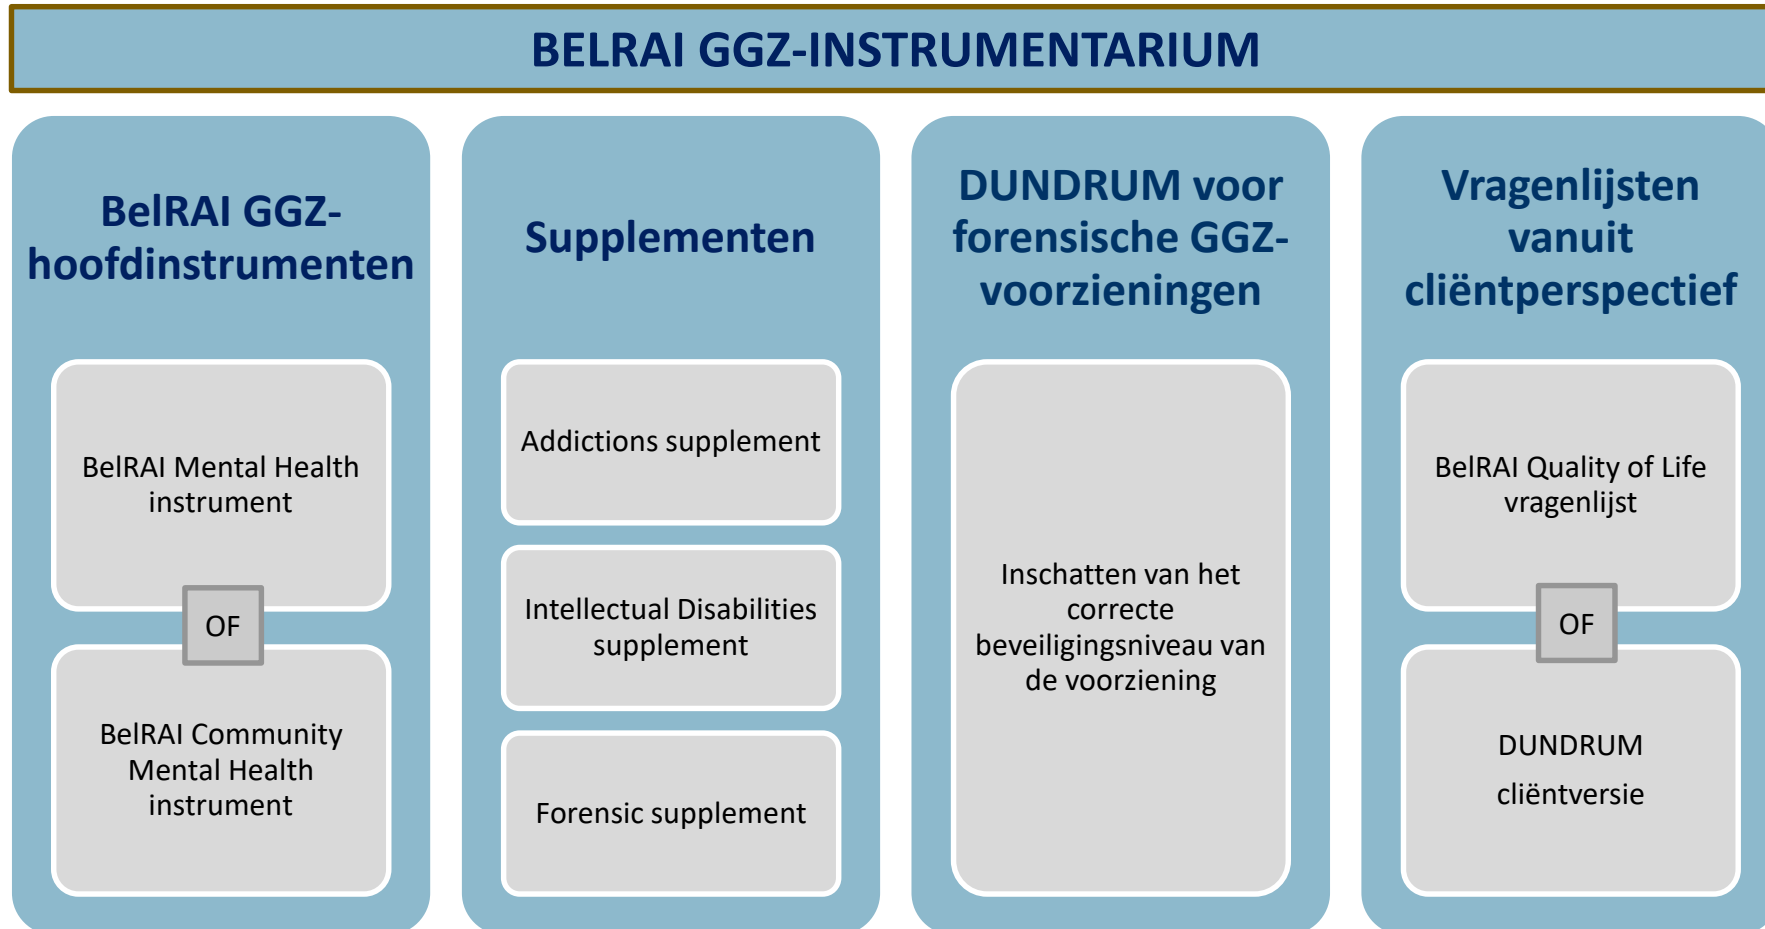 BELRAI GGZ-INSTRUMENTARIUM
BelRAI GGZ-
hoofdinstrumenten
BelRAI Mental Health
instrument
OF
BelRAI Community
Mental Health
instrument
Supplementen
Addictions supplement
Intellectual Disabilities
supplement
Forensic supplement
DUNDRUM voor
forensische GGZ-
voorzieningen
Inschatten van het
correcte
beveiligingsniveau van
de voorziening
Vragenlijsten
vanuit
cliëntperspectief
BelRAI Quality of Life
vragenlijst
OF
DUNDRUM
cliëntversie